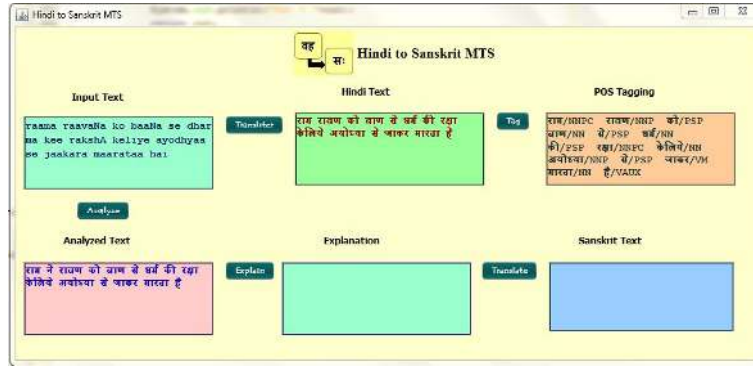 Hindi to Sanskrit MTS
वह
सः
Hindi to Sanskrit MTS
Input Text
raama raavaNa ko baaNa se dhar
ma kee rakshA keliye ayodhyaa
se jaakara maarataa hai
Hindi Text
राम रावण को बाण से धर्म की रक्षा
केलिये अयोध्या से जाकर मारता है
Tag
POS Tagging
राम/NNPC रावण/NNP को/PSP
बाण/NN से/PSP धर्म/NN
की/PSP रक्षा/NNPC केलिये/NN
अयोध्या/NNP से/PSP जाकर/VM
मारता/NN है/VAUX
Analyze
Analyzed Text
राम ने रावण को बाण से धर्म की रक्षा
केलिये अयोध्या से जाकर मारता है
Explain
Explanation
Translate
Sanskrit Text